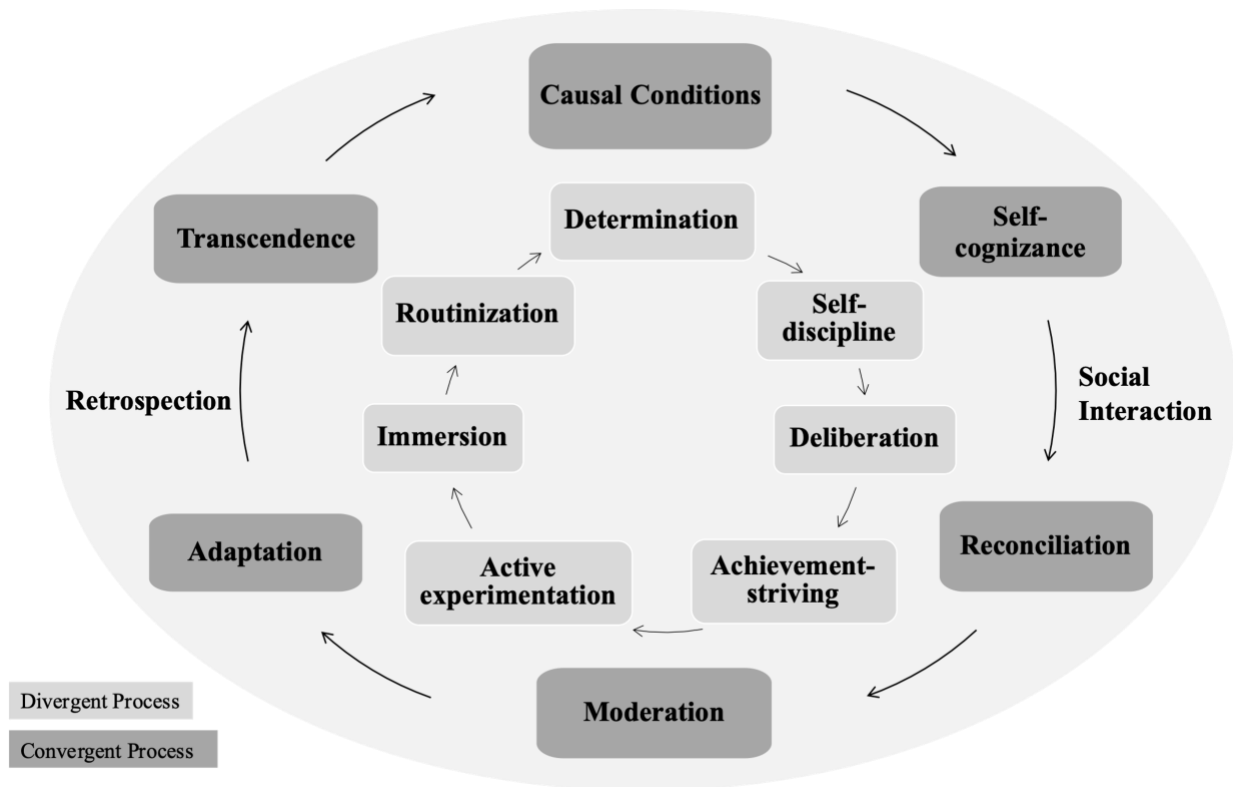 Causal Conditions
Determination
Transcendence
Self-
cognizance
Routinization
Self-
discipline
Retrospection
Social
Interaction
Immersion
Deliberation
Adaptation
Active
experimentation
Achievement-
striving
Reconciliation
Moderation
Divergent Process
Convergent Process